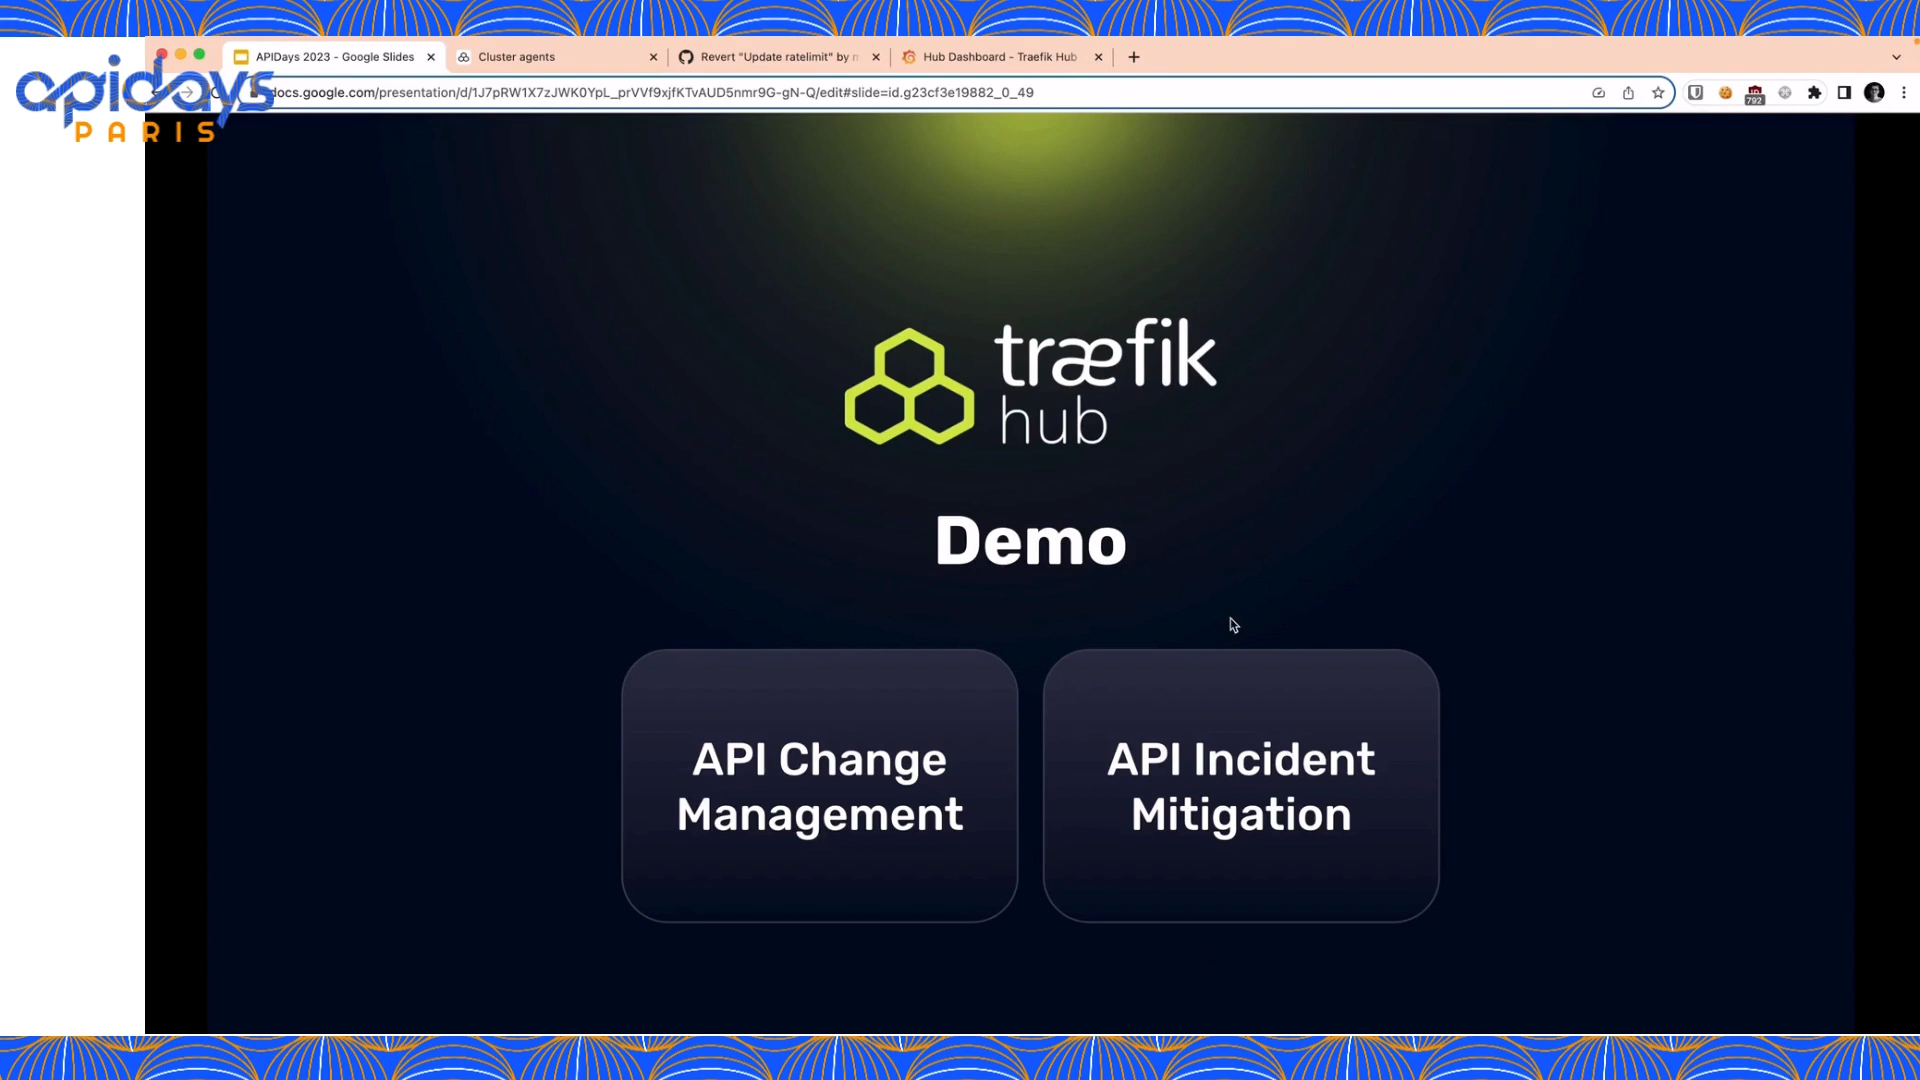 APIDays 2023 - Google Slides
Cluster agents
Revert "Update ratelimit" by
Hub Dashboard - Traefik Hub
apidays
PARIS
docs.google.com/presentation/d/1J7pRW1X7zJWK0YpL_prVVf9xjfKTvAUD5nmr9G-gN-Q/edit#slide=id.g23cf3e19882_0_49
792
træfik
hub
Demo
API Change
Management
API Incident
Mitigation